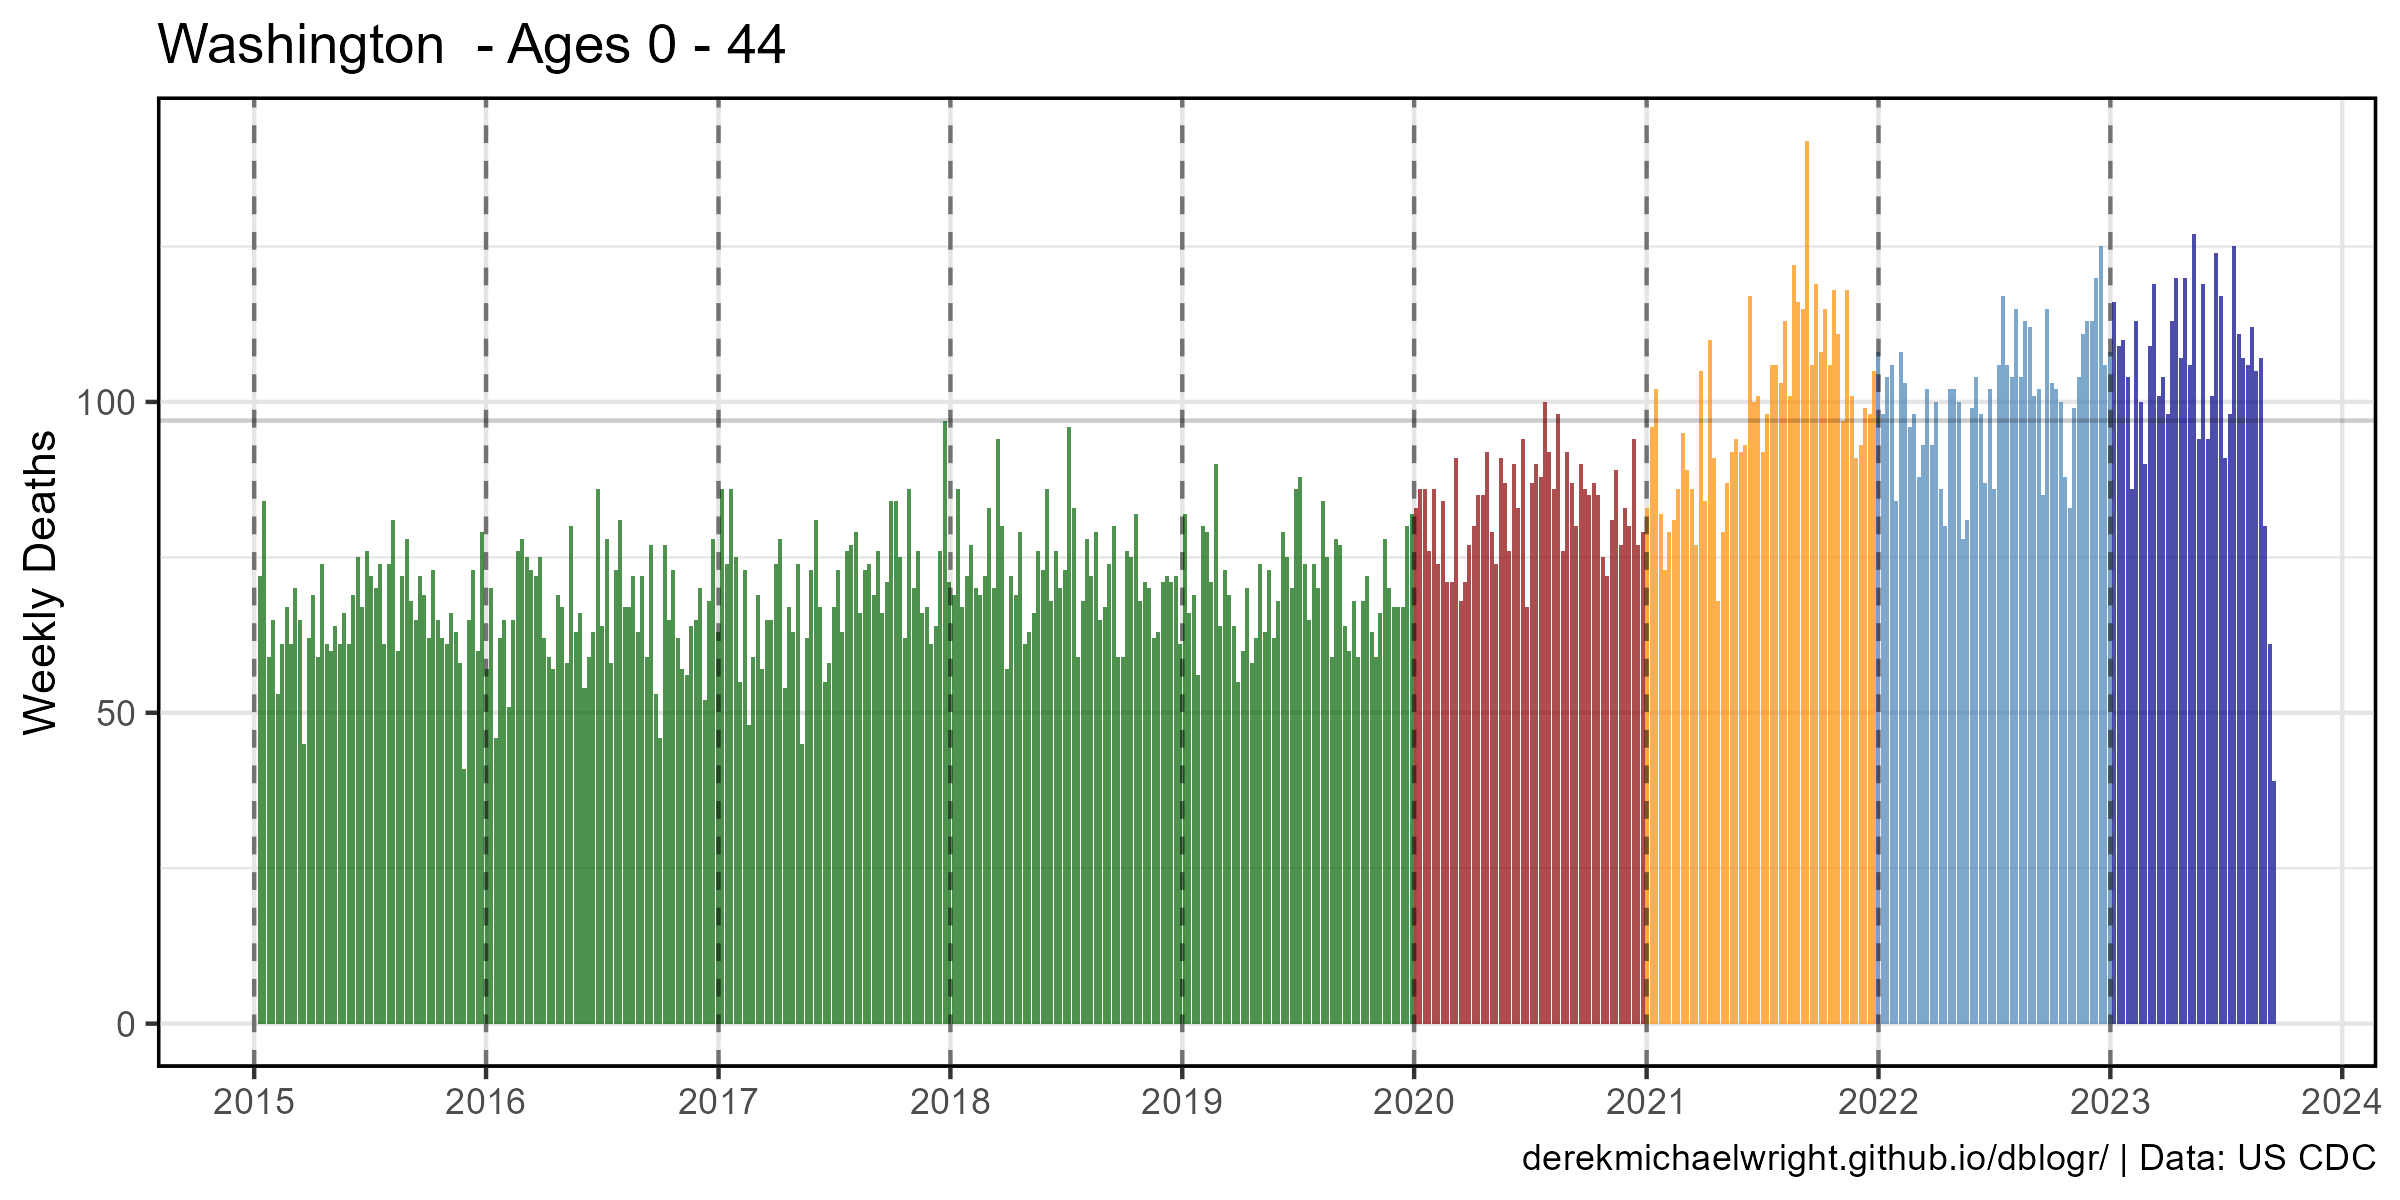 Washington  - Ages 0 - 44
Weekly Deaths
100
50
0
2015 2016 2017 2018 2019 2020 2021 2022 2023 2024
derekmichaelwright.github.io/dblogr/ | Data: US CDC